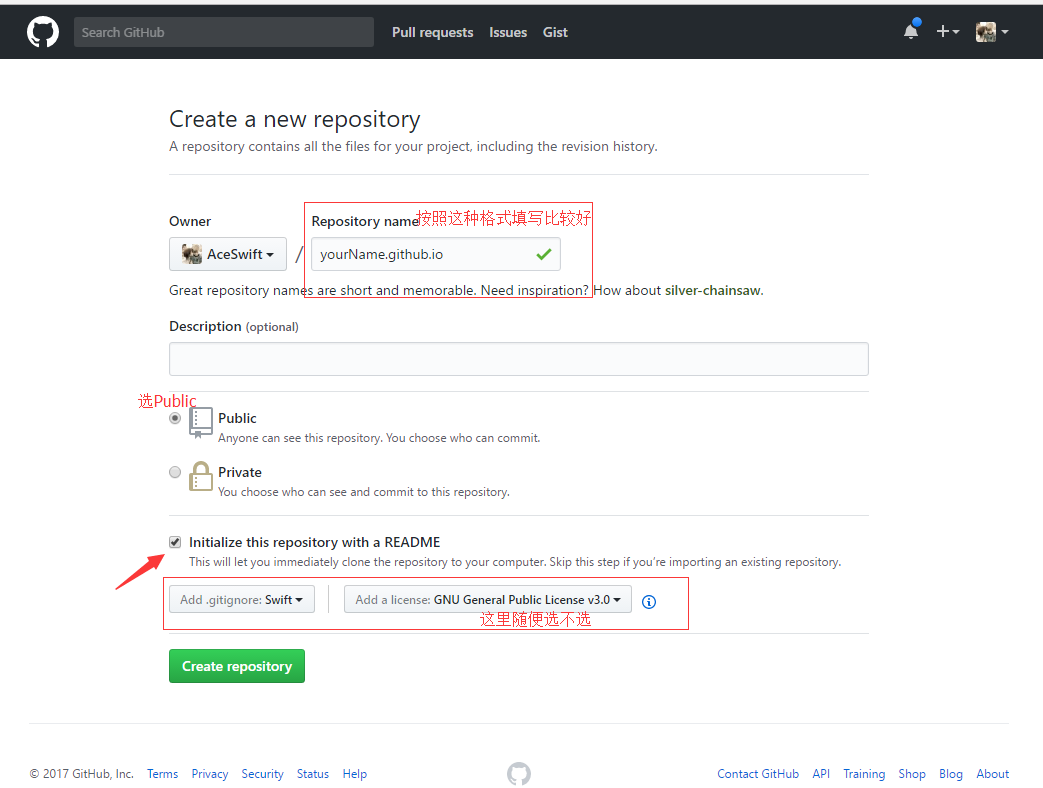 Search GitHub Pull requests Issues Gist
Create a new repository
A repository contains all the files for your project, including the revision history.
Owner Repository name 按照这种格式填写比较好
AceSwift / yourName.github.io
Great repository names are short and memorable. Need inspiration? How about silver-chainsaw.
Description (optional)
选Public
Public
Anyone can see this repository. You choose who can commit.
Private
You choose who can see and commit to this repository.
Initialize this repository with a README
This will let you immediately clone the repository to your computer. Skip this step if you're importing an existing repository.
Add .gitignore: Swift Add a license: GNU General Public License v3.0
这里随便选不选
Create repository
© 2017 GitHub, Inc. Terms Privacy Security Status Help Contact GitHub API Training Shop Blog About